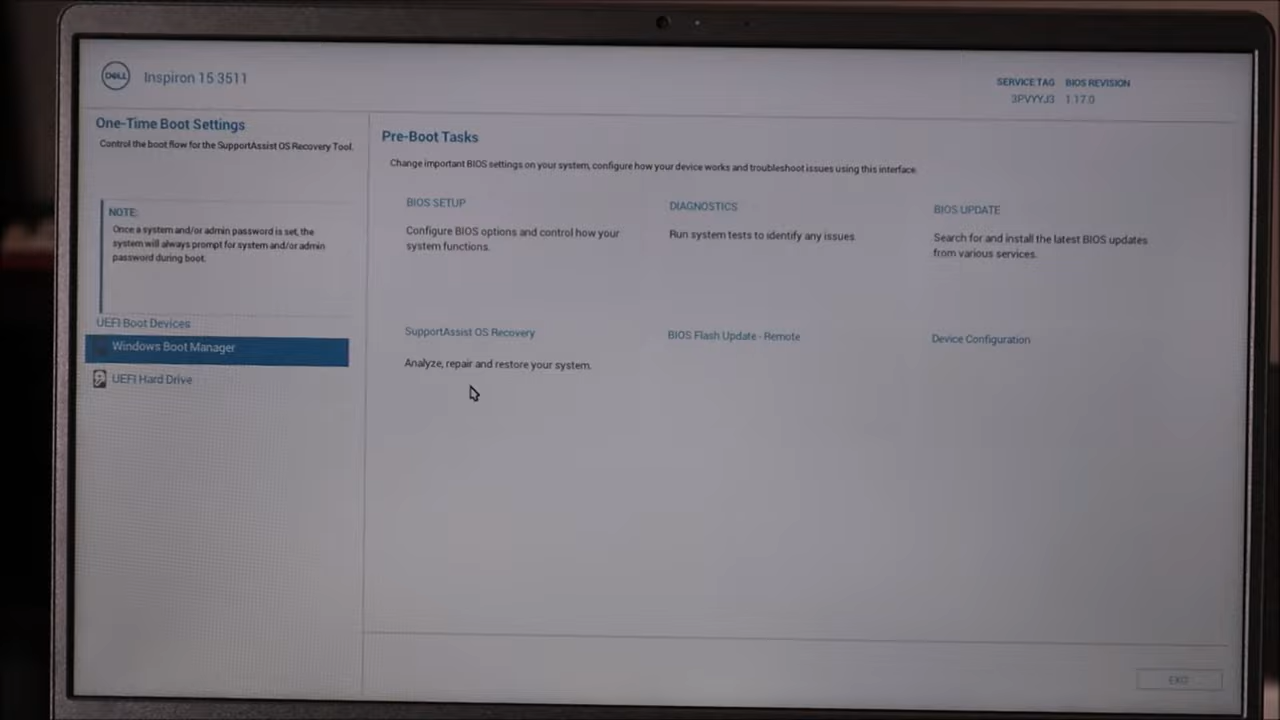 DELL
Inspiron 15 3511
SERVICE TAG BIOS REVISION
3PVYYJ3 1.17.0
One-Time Boot Settings
Control the boot flow for the SupportAssist OS Recovery Tool.
NOTE:
Once a system and/or admin password is set, the
system will always prompt for system and/or admin
password during boot.
UEFI Boot Devices
Windows Boot Manager
UEFI Hard Drive
Pre-Boot Tasks
Change important BIOS settings on your system, configure how your device works and troubleshoot issues using this interface.
BIOS SETUP
Configure BIOS options and control how your
system functions.
DIAGNOSTICS
Run system tests to identify any issues.
BIOS UPDATE
Search for and install the latest BIOS updates
from various services.
SupportAssist OS Recovery
Analyze, repair and restore your system.
BIOS Flash Update - Remote
Device Configuration
EXIT